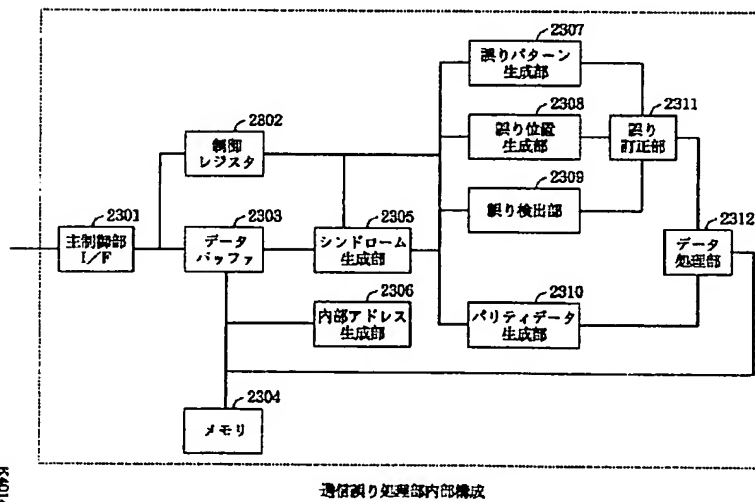 2307
誤りパターン
生成部
2302
制御
レジスタ
2308
誤り位置
生成部
2311
誤り
訂正部
2309
誤り検出部
2301
主制御部
I/F
2303
データ
バッファ
2305
シンドローム
生成部
2312
データ
処理部
2306
内部アドレス
生成部
2310
パリティデータ
生成部
2304
メモリ
通信誤り処理部内部構成